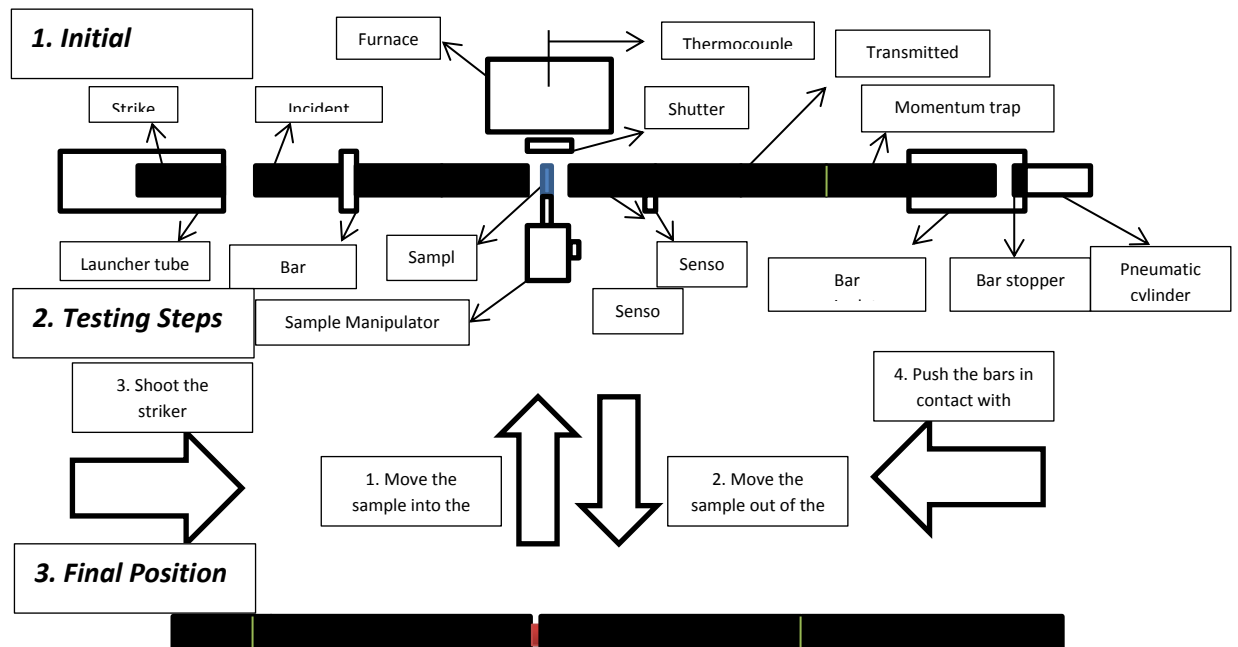 1. Initial
Furnace
Thermocouple
Transmitted
Strike
Incident
Shutter
Momentum trap
Launcher tube
Bar
Sampl
Senso
Bar
Bar stopper
Pneumatic
cylinder
Senso
Sample Manipulator
2. Testing Steps
3. Shoot the
striker
4. Push the bars in
contact with
1. Move the
sample into the
2. Move the
sample out of the
3. Final Position